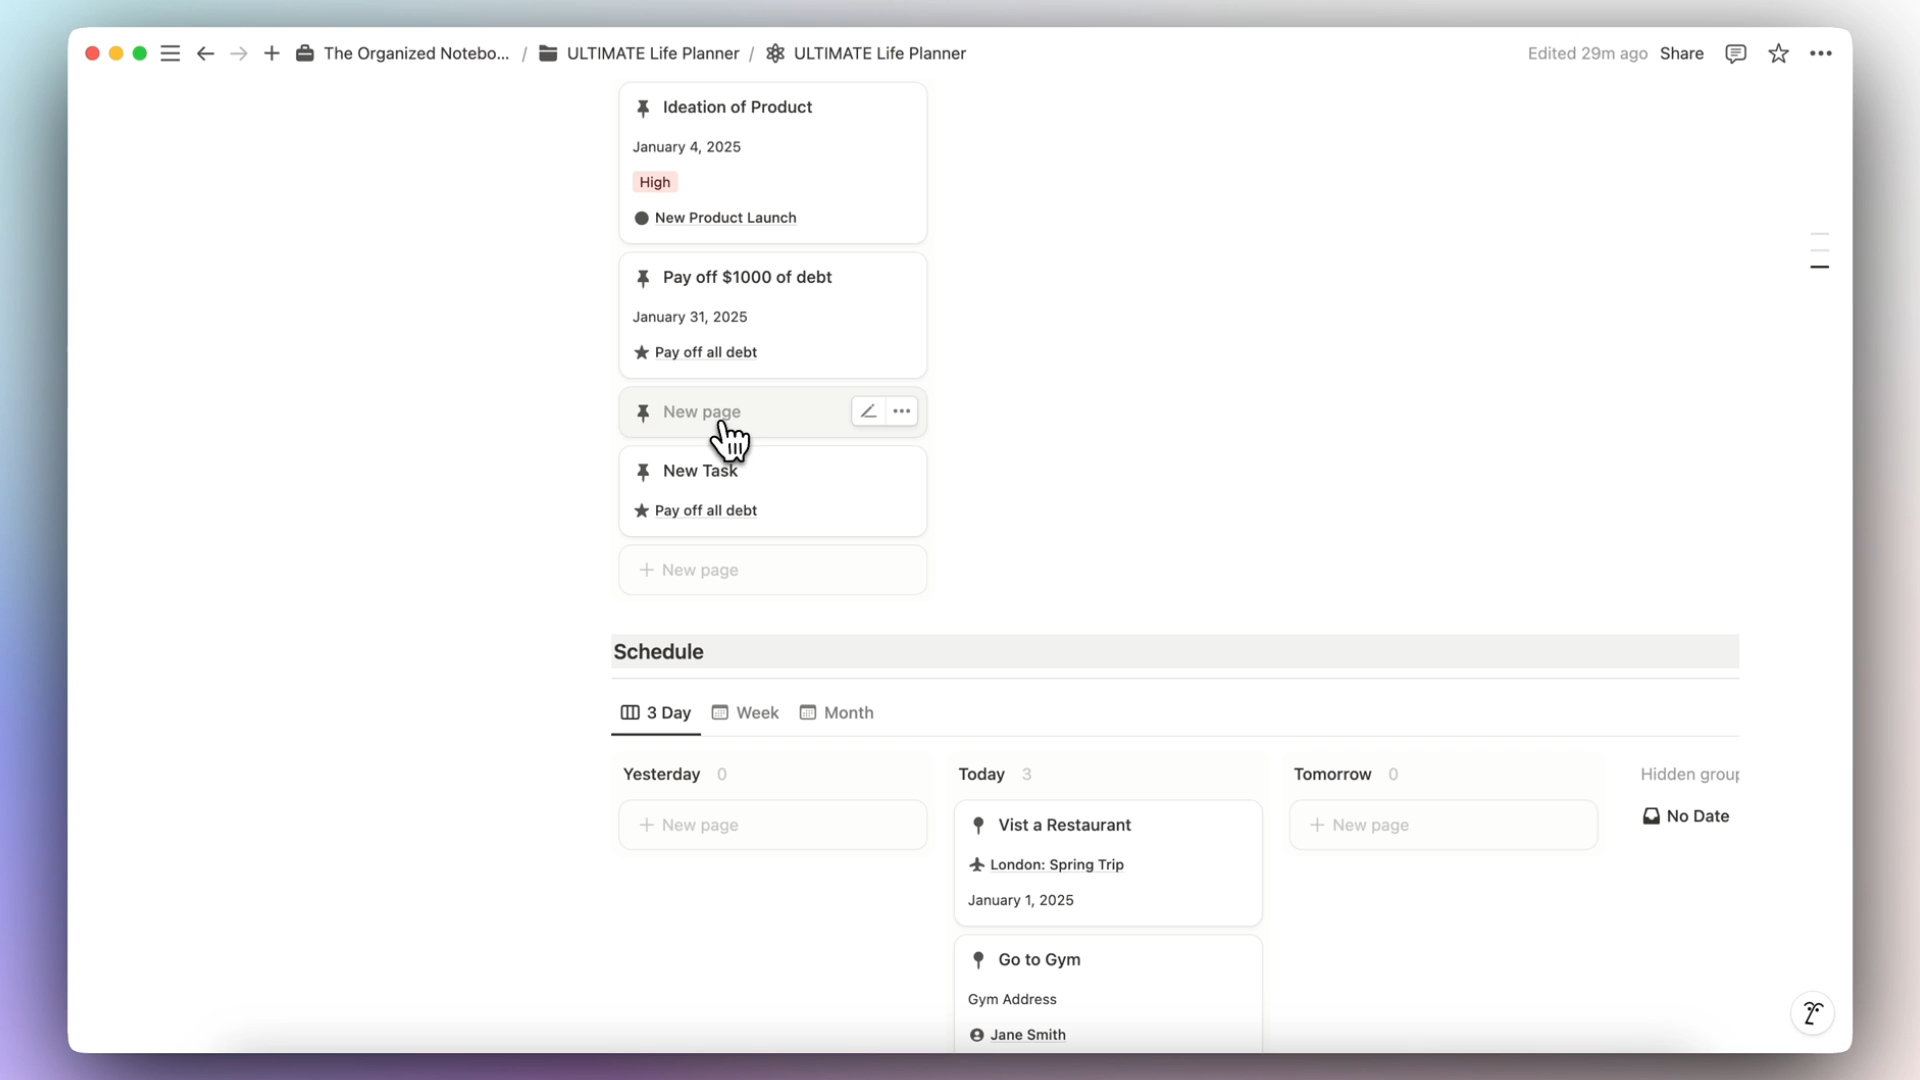 The Organized Notebo... / ULTIMATE Life Planner / ULTIMATE Life Planner
Edited 29m ago Share
Ideation of Product
January 4, 2025
High
New Product Launch
Pay off $1000 of debt
January 31, 2025
Pay off all debt
New page
New Task
Pay off all debt
+ New page
Schedule
3 Day Week Month
Yesterday 0
+ New page
Today 3
Vist a Restaurant
London: Spring Trip
January 1, 2025
Go to Gym
Gym Address
Jane Smith
Tomorrow 0
+ New page
Hidden group
No Date